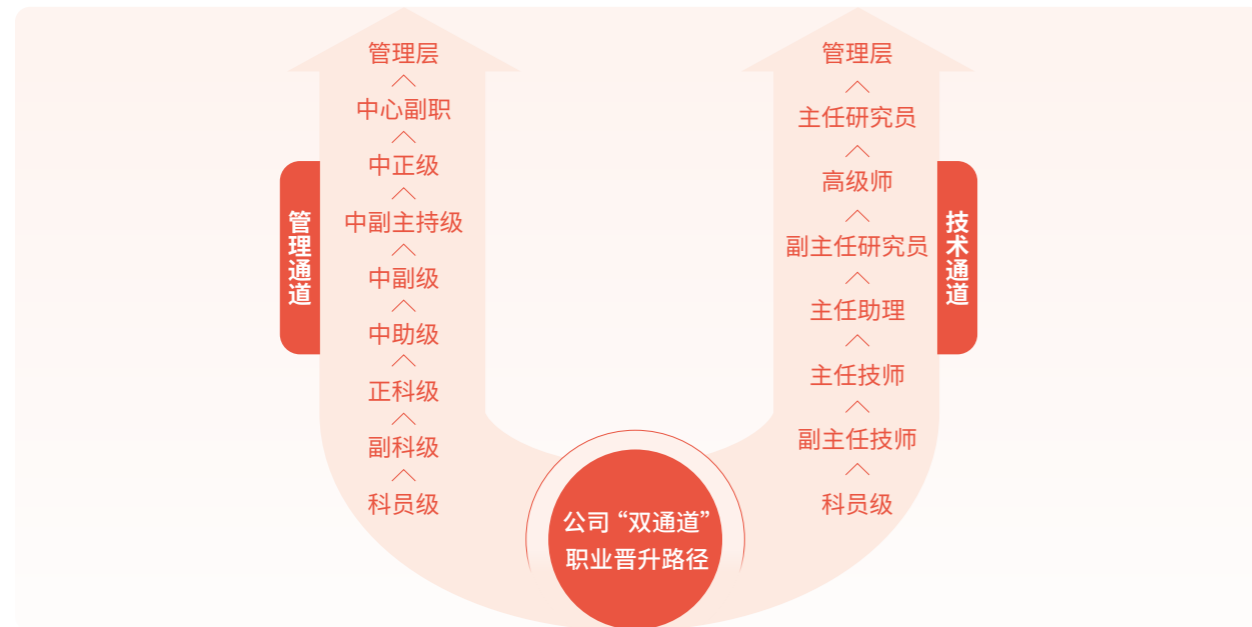 管理通道
管理层
中心副职
中正级
中副主持级
中副级
中助级
正科级
副科级
科员级
公司“双通道”
职业晋升路径
技术通道
管理层
主任研究员
高级师
副主任研究员
主任助理
主任技师
副主任技师
科员级